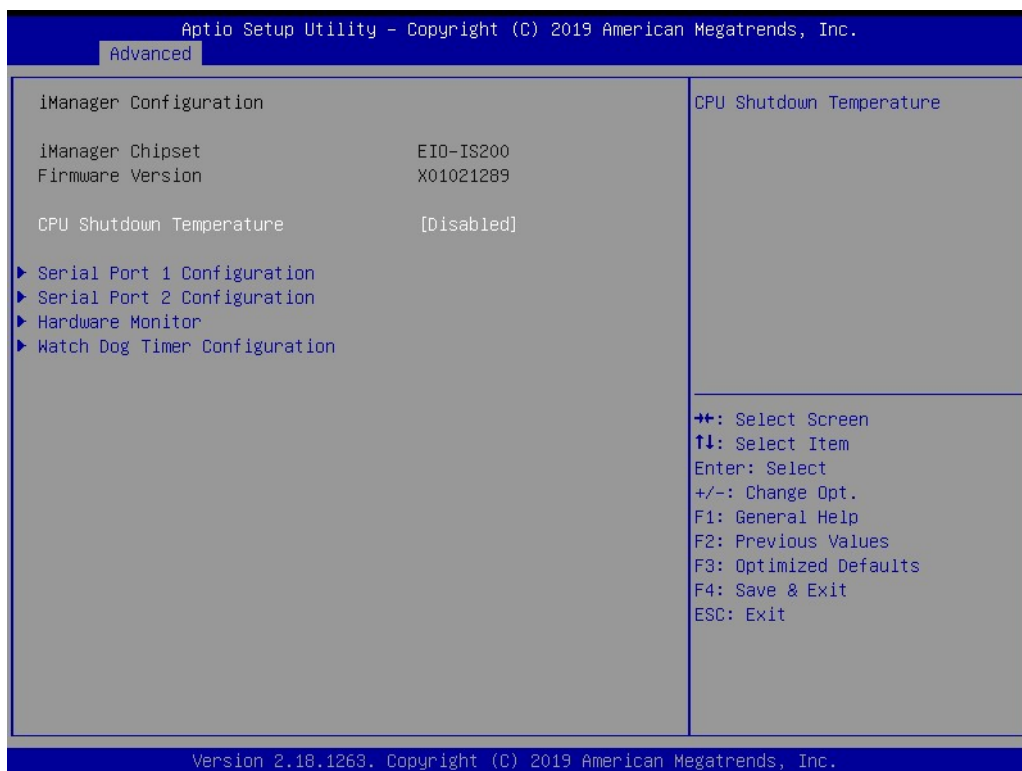 Aptio Setup Utility – Copyright (C) 2019 American Megatrends, Inc.
Advanced
iManager Configuration
iManager Chipset EIO-IS200
Firmware Version X01021289
CPU Shutdown Temperature [Disabled]
Serial Port 1 Configuration
Serial Port 2 Configuration
Hardware Monitor
Watch Dog Timer Configuration
CPU Shutdown Temperature
→←: Select Screen
↑↓: Select Item
Enter: Select
+/-: Change Opt.
F1: General Help
F2: Previous Values
F3: Optimized Defaults
F4: Save & Exit
ESC: Exit
Version 2.18.1263. Copyright (C) 2019 American Megatrends, Inc.